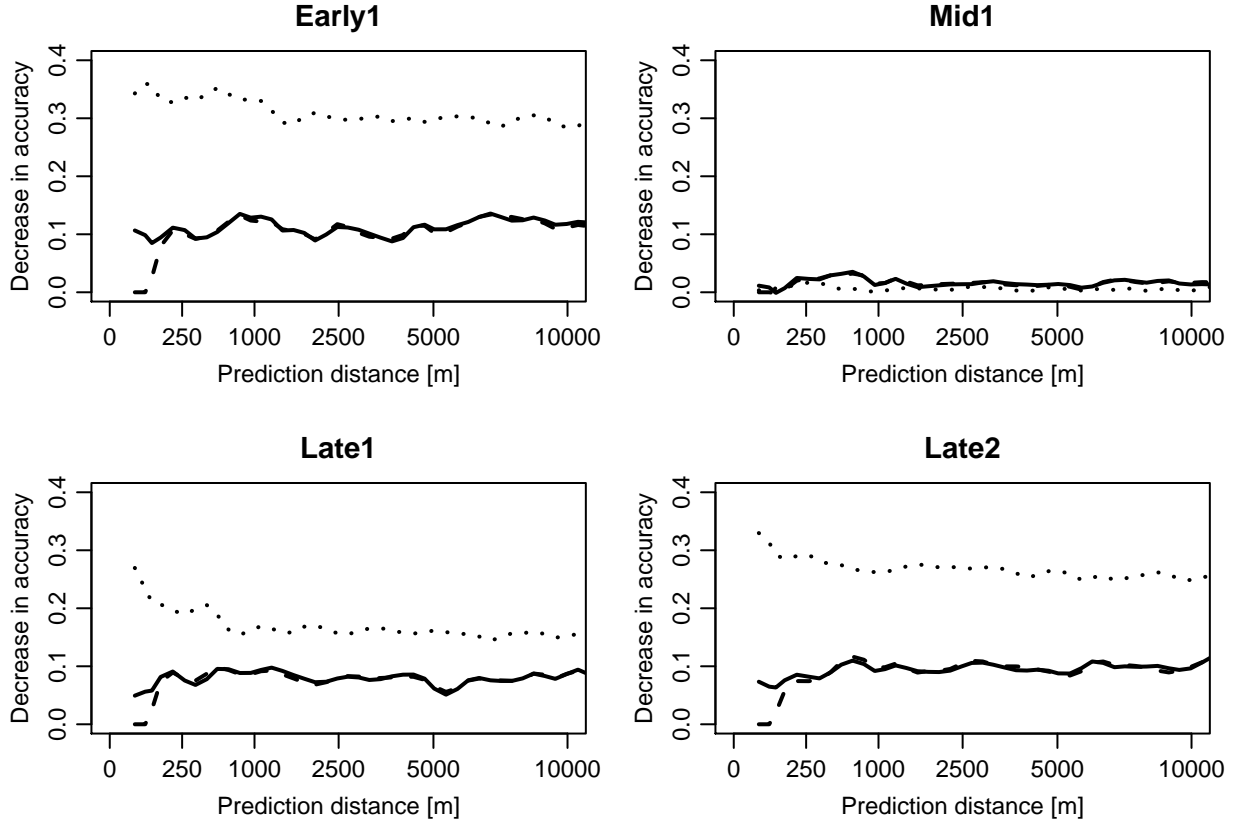 Early1
Decrease in accuracy
0.0 0.1 0.2 0.3 0.4
0 250 1000 2500 5000 10000
Prediction distance [m]
Mid1
Decrease in accuracy
0.0 0.1 0.2 0.3 0.4
0 250 1000 2500 5000 10000
Prediction distance [m]
Late1
Decrease in accuracy
0.0 0.1 0.2 0.3 0.4
0 250 1000 2500 5000 10000
Prediction distance [m]
Late2
Decrease in accuracy
0.0 0.1 0.2 0.3 0.4
0 250 1000 2500 5000 10000
Prediction distance [m]